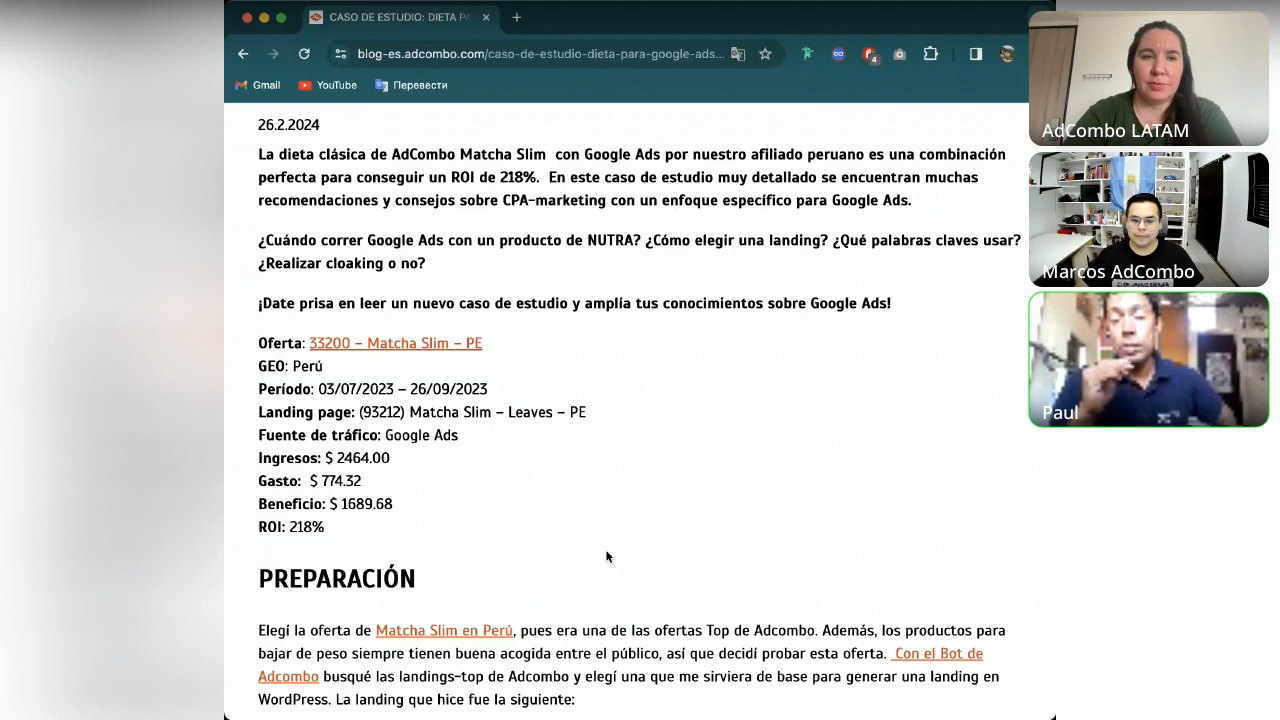 CASO DE ESTUDIO: DIETA PA
blog-es.adcombo.com/caso-de-estudio-dieta-para-google-ads...
4
Gmail
YouTube
Перевести
26.2.2024
La dieta clásica de AdCombo Matcha Slim con Google Ads por nuestro afiliado peruano es una combinación
perfecta para conseguir un ROI de 218%. En este caso de estudio muy detallado se encuentran muchas
recomendaciones y consejos sobre CPA-marketing con un enfoque específico para Google Ads.
¿Cuándo correr Google Ads con un producto de NUTRA? ¿Cómo elegir una landing? ¿Qué palabras claves usar?
¿Realizar cloaking o no?
¡Date prisa en leer un nuevo caso de estudio y amplía tus conocimientos sobre Google Ads!
Oferta: 33200 – Matcha Slim – PE
GEO: Perú
Período: 03/07/2023 – 26/09/2023
Landing page: (93212) Matcha Slim – Leaves – PE
Fuente de tráfico: Google Ads
Ingresos: $ 2464.00
Gasto: $ 774.32
Beneficio: $ 1689.68
ROI: 218%
PREPARACIÓN
Elegí la oferta de Matcha Slim en Perú, pues era una de las ofertas Top de Adcombo. Además, los productos para
bajar de peso siempre tienen buena acogida entre el público, así que decidí probar esta oferta. Con el Bot de
Adcombo busqué las landings-top de Adcombo y elegí una que me sirviera de base para generar una landing en
WordPress. La landing que hice fue la siguiente:
AdCombo LATAM
Marcos AdCombo
Paul